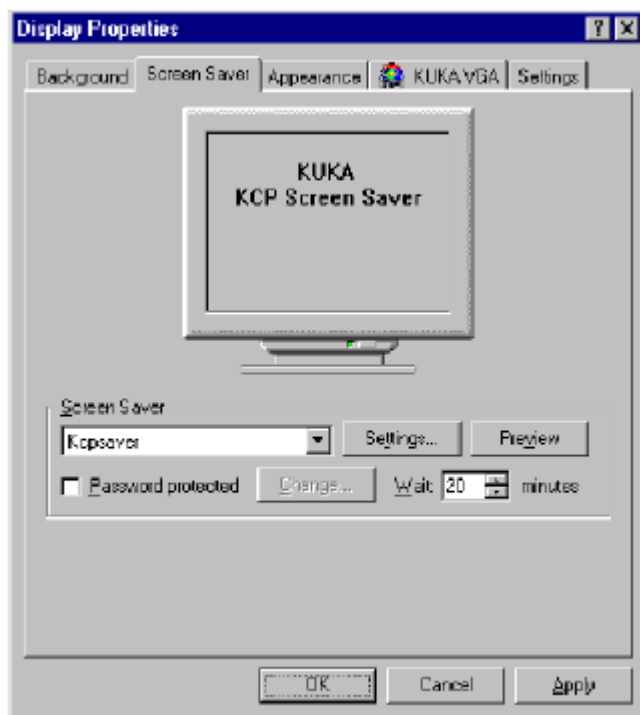 Display Properties
Background Screen Saver Appearance KUKA VGA Settings
KUKA
KCP Screen Saver
Screen Saver
Kcpsaver Settings... Preview
Password protected Change... Wait: 20 minutes
OK Cancel Apply